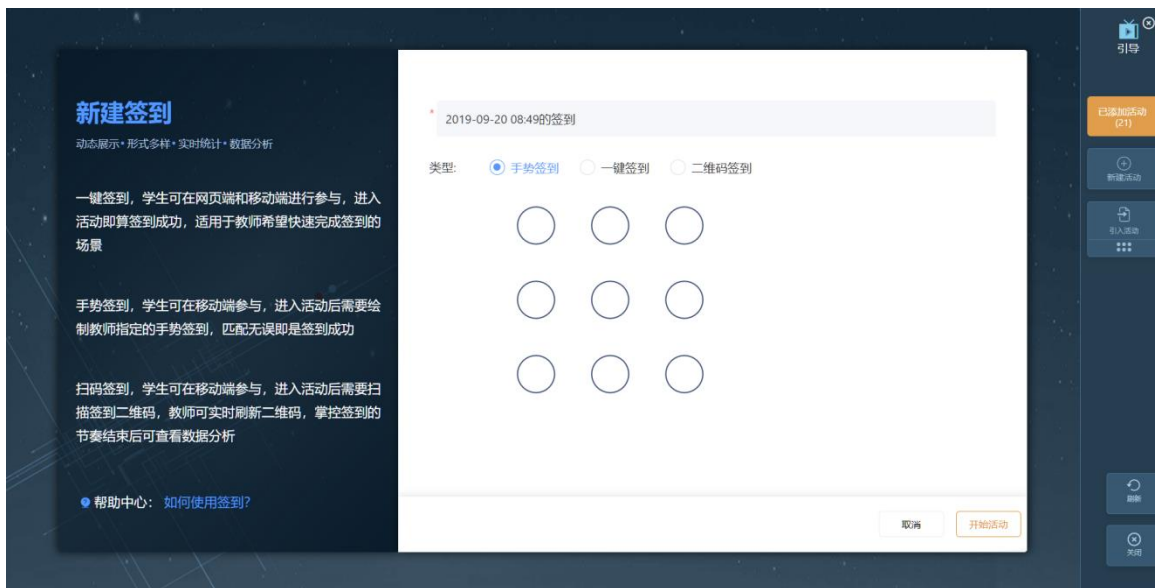 新建签到
动态展示•形式多样•实时统计•数据分析
一键签到，学生可在网页端和移动端进行参与，进入
活动即算签到成功，适用于教师希望快速完成签到的
场景
手势签到，学生可在移动端参与，进入活动后需要绘
制教师指定的手势签到，匹配无误即是签到成功
扫码签到，学生可在移动端参与，进入活动后需要扫
描签到二维码，教师可实时刷新二维码，掌控签到的
节奏结束后可查看数据分析
帮助中心： 如何使用签到？
* 2019-09-20 08:49的签到
类型: 手势签到 一键签到 二维码签到
取消 开始活动
引导
已添加活动
(21)
新建活动
引入活动
刷新
关闭